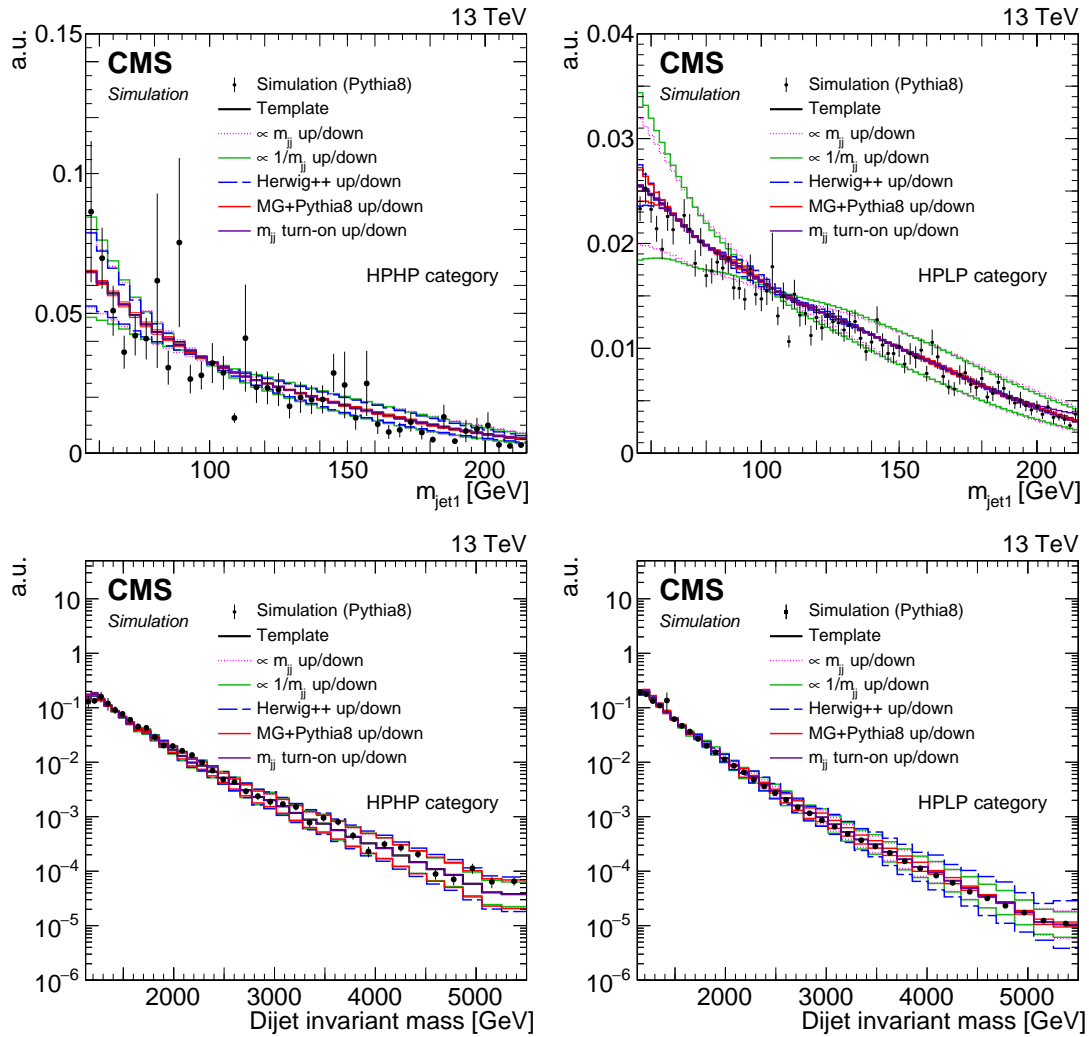 13 TeV
a.u.
0.15
0.1
0.05
0
CMS
Simulation
Simulation (Pythia8)
Template
∝ m_jj up/down
∝ 1/m_jj up/down
Herwig++ up/down
MG+Pythia8 up/down
m_jj turn-on up/down
HPHP category
100 150 200
m_jet1 [GeV]
13 TeV
a.u.
0.04
0.03
0.02
0.01
0
CMS
Simulation
Simulation (Pythia8)
Template
∝ m_jj up/down
∝ 1/m_jj up/down
Herwig++ up/down
MG+Pythia8 up/down
m_jj turn-on up/down
HPLP category
100 150 200
m_jet1 [GeV]
13 TeV
a.u.
10
1
10⁻¹
10⁻²
10⁻³
10⁻⁴
10⁻⁵
10⁻⁶
CMS
Simulation
Simulation (Pythia8)
Template
∝ m_jj up/down
∝ 1/m_jj up/down
Herwig++ up/down
MG+Pythia8 up/down
m_jj turn-on up/down
HPHP category
2000 3000 4000 5000
Dijet invariant mass [GeV]
13 TeV
a.u.
10
1
10⁻¹
10⁻²
10⁻³
10⁻⁴
10⁻⁵
10⁻⁶
CMS
Simulation
Simulation (Pythia8)
Template
∝ m_jj up/down
∝ 1/m_jj up/down
Herwig++ up/down
MG+Pythia8 up/down
m_jj turn-on up/down
HPLP category
2000 3000 4000 5000
Dijet invariant mass [GeV]